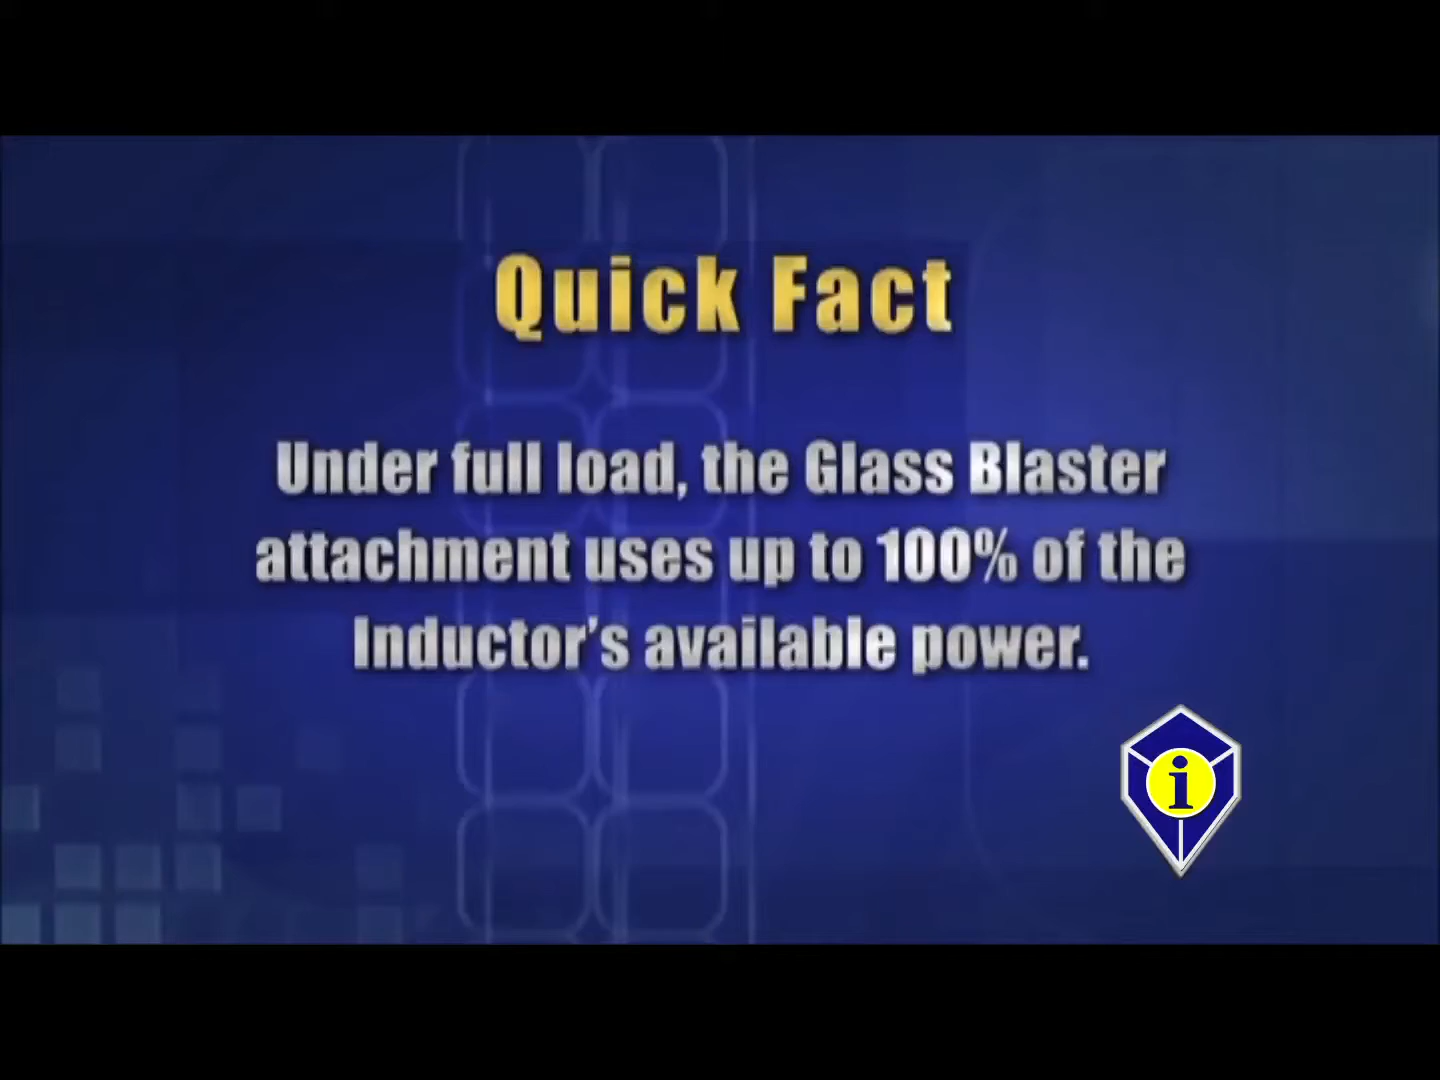 Quick Fact
Under full load, the Glass Blaster
attachment uses up to 100% of the
Inductor’s available power.
i